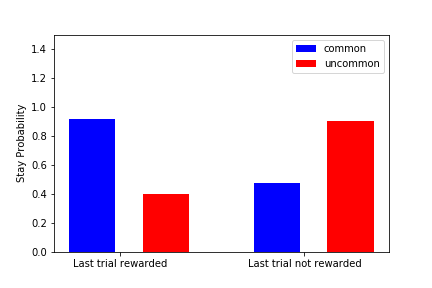 1.4
1.2
1.0
0.8
0.6
0.4
0.2
0.0
Stay Probability
common
uncommon
Last trial rewarded
Last trial not rewarded